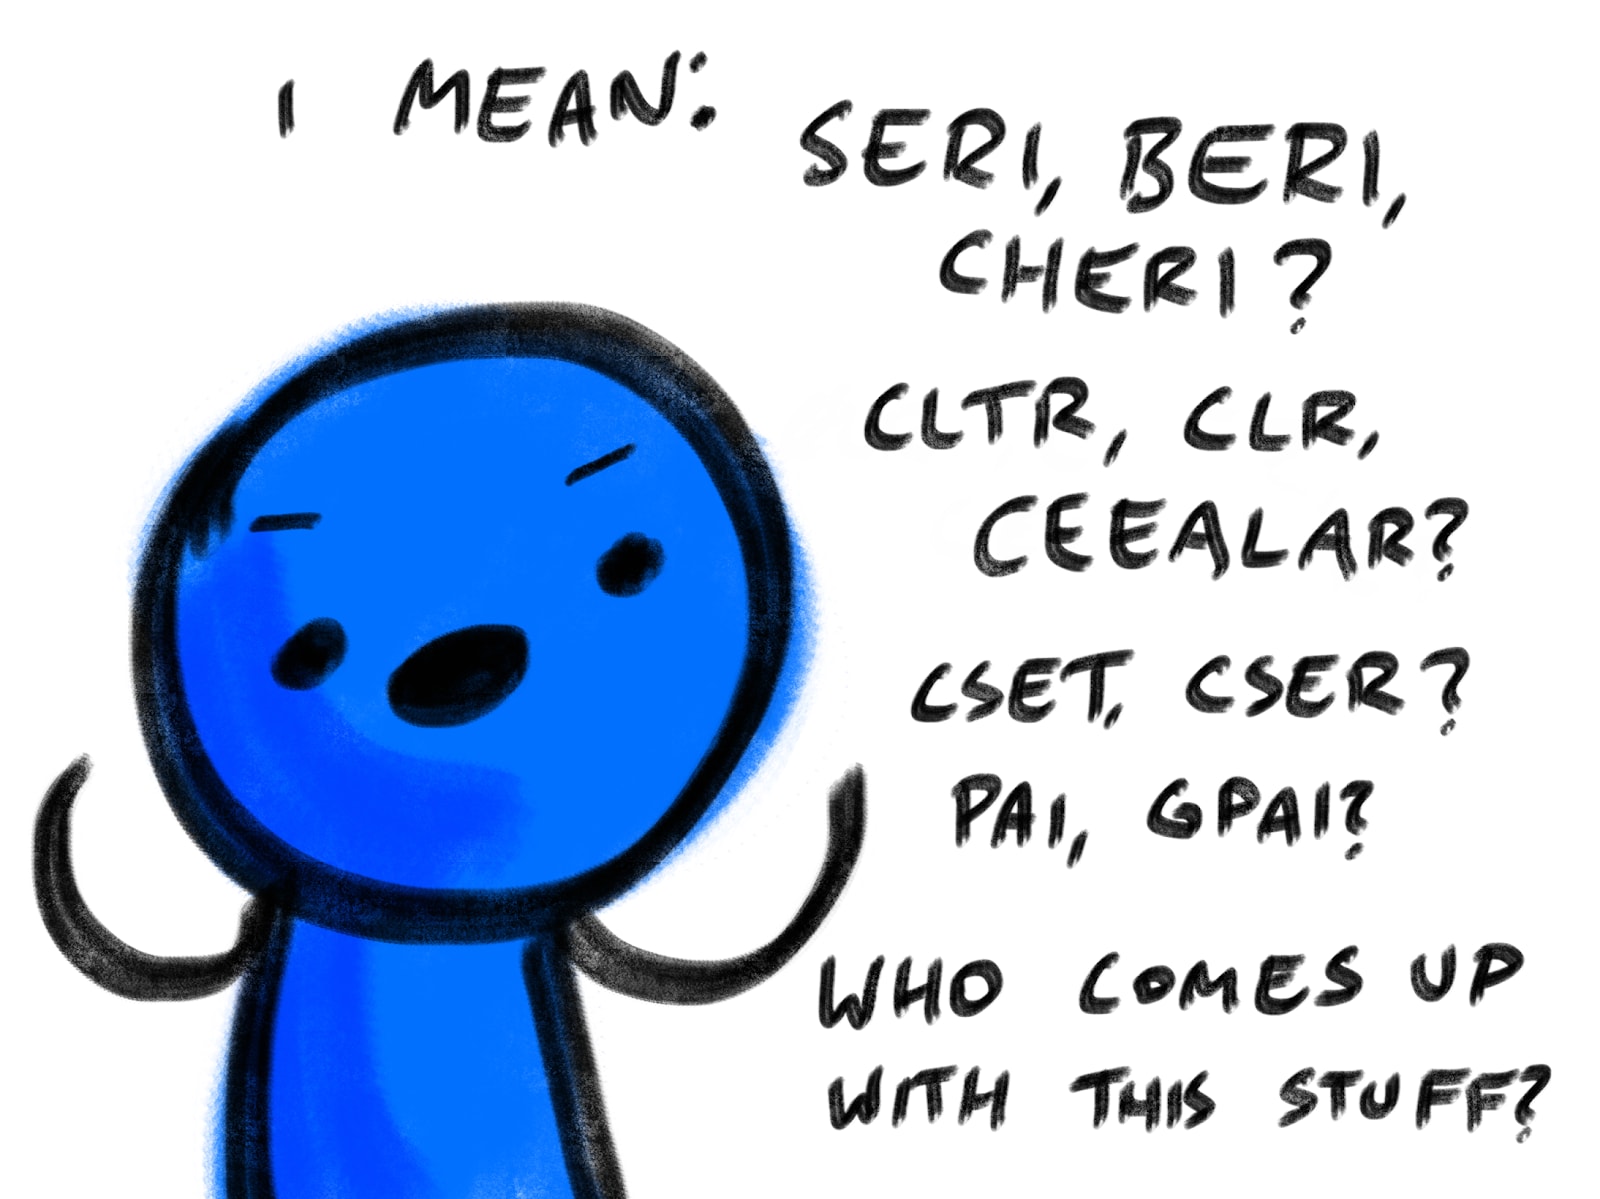 I MEAN:
SERI, BERI,
CHERI?
CLTR, CLR,
CEEALAR?
CSET, CSER?
PAI, GPAI?
WHO COMES UP
WITH THIS STUFF?